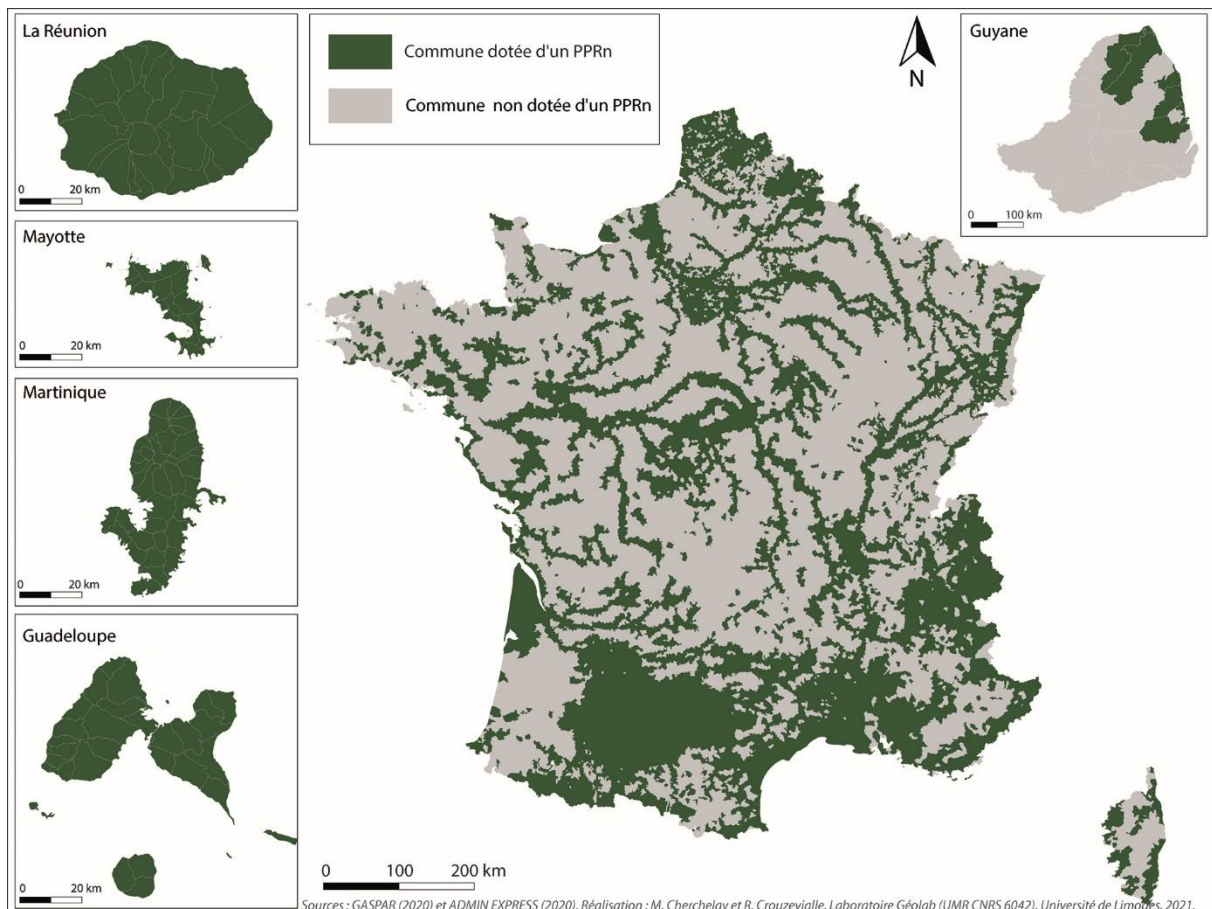 La Réunion
0 20 km
Mayotte
0 20 km
Martinique
0 20 km
Guadeloupe
0 20 km
Commune dotée d'un PPRn
Commune non dotée d'un PPRn
N
Guyane
0 100 km
0 100 200 km
Sources : GASPAR (2020) et ADMIN EXPRESS (2020). Réalisation : M. Cherchelay et R. Crouzevialle. Laboratoire Géolab (UMR CNRS 6042). Université de Limoges, 2021.